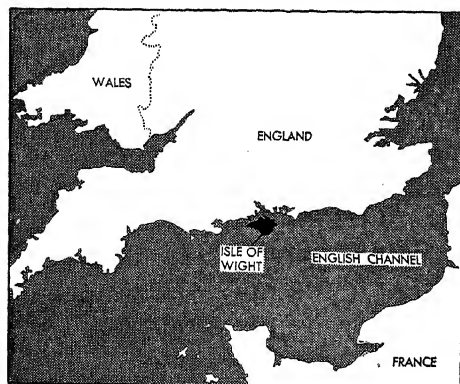 WALES
ENGLAND
ISLE OF
WIGHT
ENGLISH CHANNEL
FRANCE